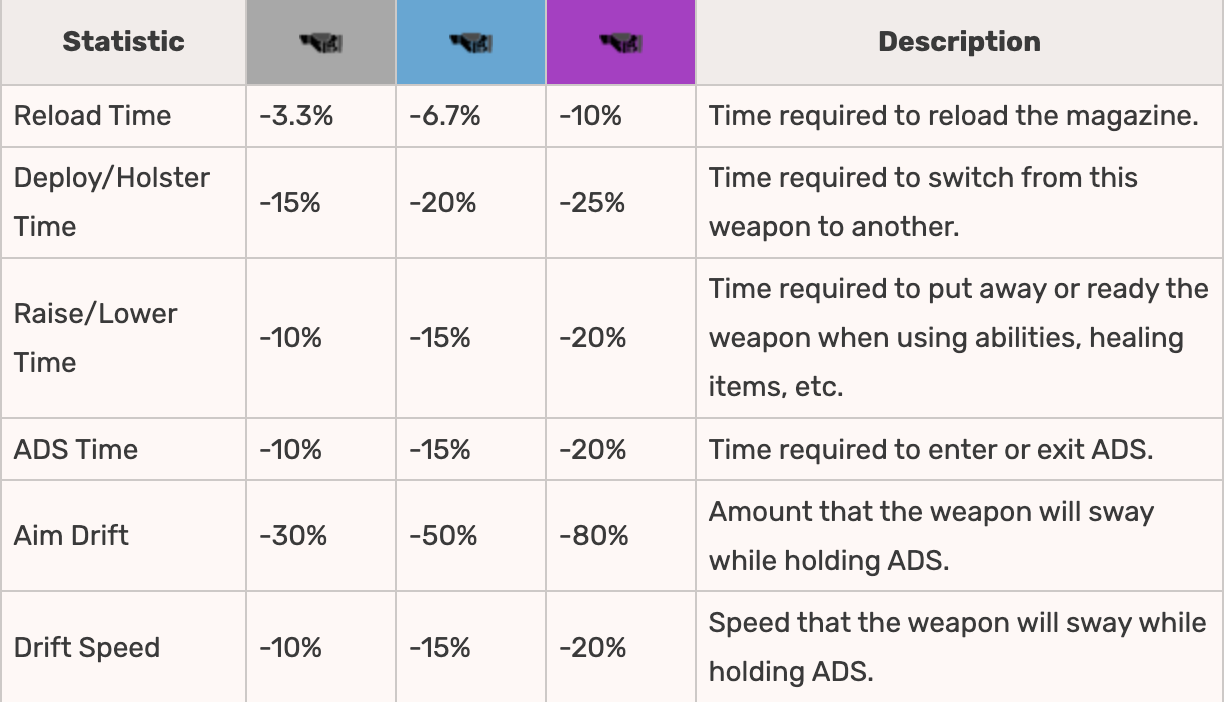 Statistic Description
Reload Time -3.3% -6.7% -10% Time required to reload the magazine.
Deploy/Holster
Time -15% -20% -25% Time required to switch from this
weapon to another.
Raise/Lower
Time -10% -15% -20% Time required to put away or ready the
weapon when using abilities, healing
items, etc.
ADS Time -10% -15% -20% Time required to enter or exit ADS.
Aim Drift -30% -50% -80% Amount that the weapon will sway
while holding ADS.
Drift Speed -10% -15% -20% Speed that the weapon will sway while
holding ADS.